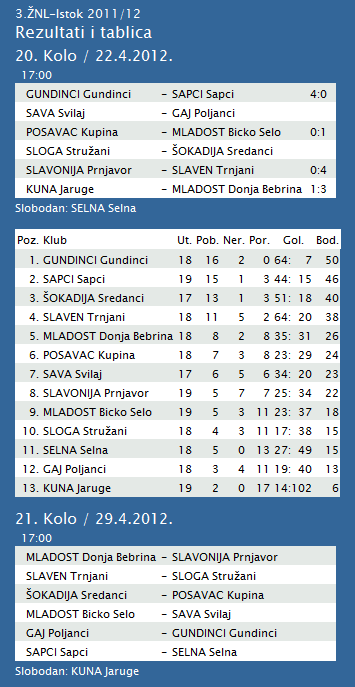 3.ŽNL-Istok 2011/12
Rezultati i tablica
20. Kolo / 22.4.2012.
17:00
GUNDINCI Gundinci - SAPCI Sapci 4:0
SAVA Svilaj - GAJ Poljanci
POSAVAC Kupina - MLADOST Bicko Selo 0:1
SLOGA Stružani - ŠOKADIJA Sredanci
SLAVONIJA Prnjavor - SLAVEN Trnjani 0:4
KUNA Jaruge - MLADOST Donja Bebrina 1:3
Slobodan: SELNA Selna
Poz. Klub Ut. Pob. Ner. Por. Gol. Bod.
1. GUNDINCI Gundinci 18 16 2 0 64: 7 50
2. SAPCI Sapci 19 15 1 3 44: 15 46
3. ŠOKADIJA Sredanci 17 13 1 3 51: 18 40
4. SLAVEN Trnjani 18 11 5 2 64: 20 38
5. MLADOST Donja Bebrina 18 8 2 8 35: 31 26
6. POSAVAC Kupina 18 7 3 8 23: 29 24
7. SAVA Svilaj 17 6 5 6 34: 20 23
8. SLAVONIJA Prnjavor 19 5 7 7 25: 34 22
9. MLADOST Bicko Selo 19 5 3 11 23: 37 18
10. SLOGA Stružani 18 4 3 11 17: 38 15
11. SELNA Selna 18 5 0 13 27: 49 15
12. GAJ Poljanci 18 3 4 11 19: 40 13
13. KUNA Jaruge 19 2 0 17 14:102 6
21. Kolo / 29.4.2012.
17:00
MLADOST Donja Bebrina - SLAVONIJA Prnjavor
SLAVEN Trnjani - SLOGA Stružani
ŠOKADIJA Sredanci - POSAVAC Kupina
MLADOST Bicko Selo - SAVA Svilaj
GAJ Poljanci - GUNDINCI Gundinci
SAPCI Sapci - SELNA Selna
Slobodan: KUNA Jaruge